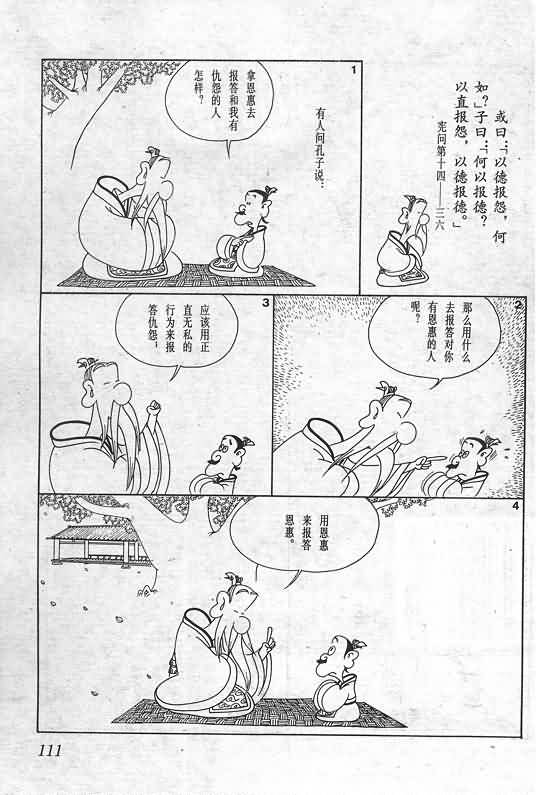 或曰：「以德报怨，何
如？」子曰：「何以报德？
以直报怨，以德报德。」
宪问第十四——三六
有人问孔子说：
1
拿恩惠去
报答和我有
仇怨的人
怎样？
2
那么用什么
去报答对你
有恩惠的人
呢？
3
应该用正
直无私的
行为来报
答仇怨；
4
用恩惠
来报答
恩惠。
111